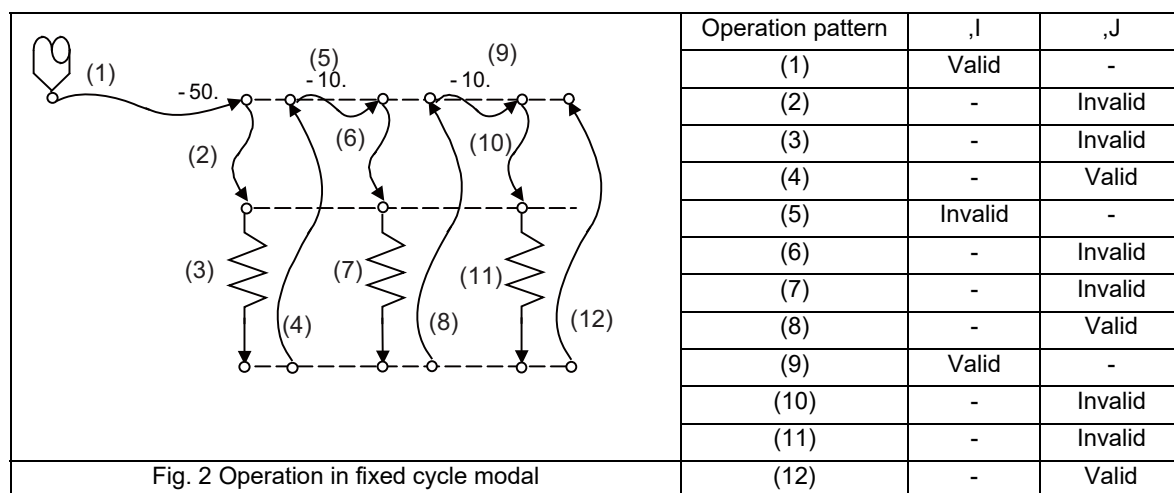 (1)
- 50.
(5)
- 10.
(9)
- 10.
(2)
(6)
(10)
(3)
(7)
(11)
(4)
(8)
(12)
Fig. 2 Operation in fixed cycle modal
Operation pattern ,I ,J
(1) Valid -
(2) - Invalid
(3) - Invalid
(4) - Valid
(5) Invalid -
(6) - Invalid
(7) - Invalid
(8) - Valid
(9) Valid -
(10) - Invalid
(11) - Invalid
(12) - Valid